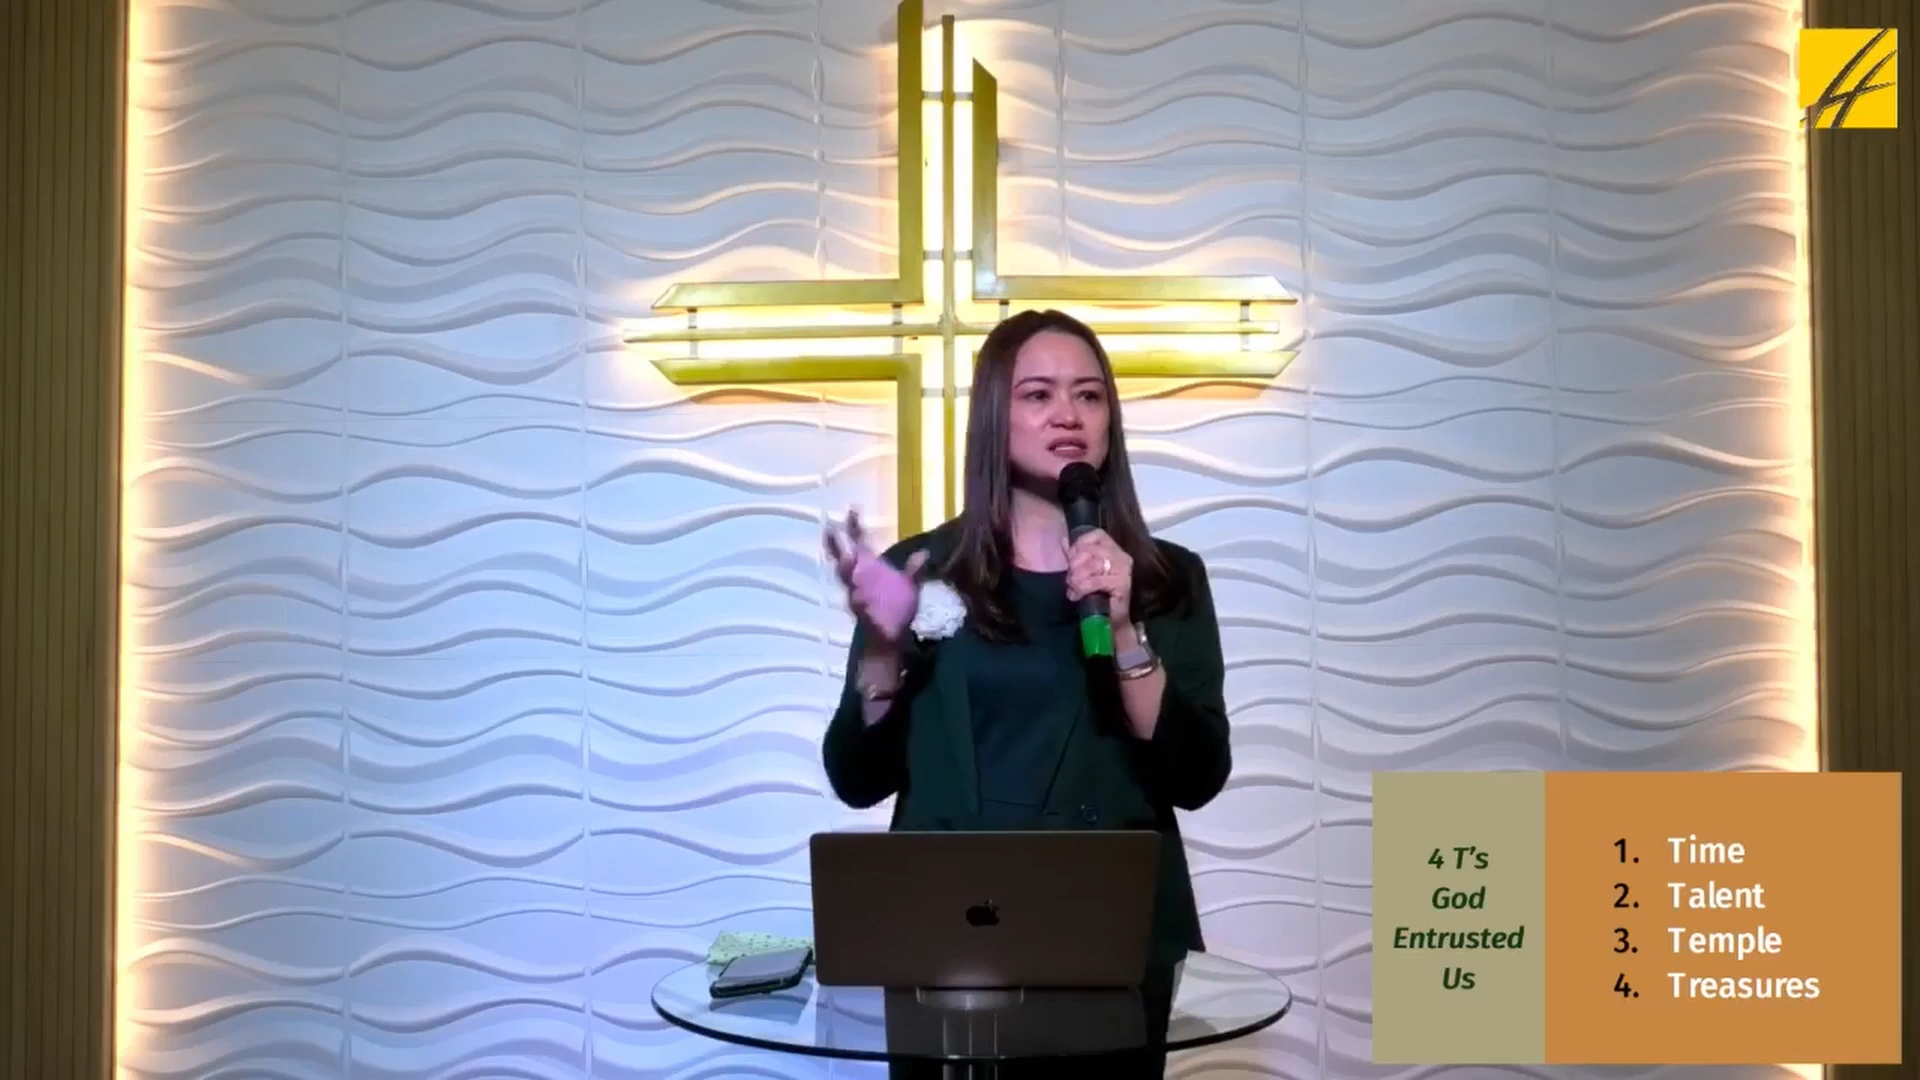 4 T's
God
Entrusted
Us
1. Time
2. Talent
3. Temple
4. Treasures